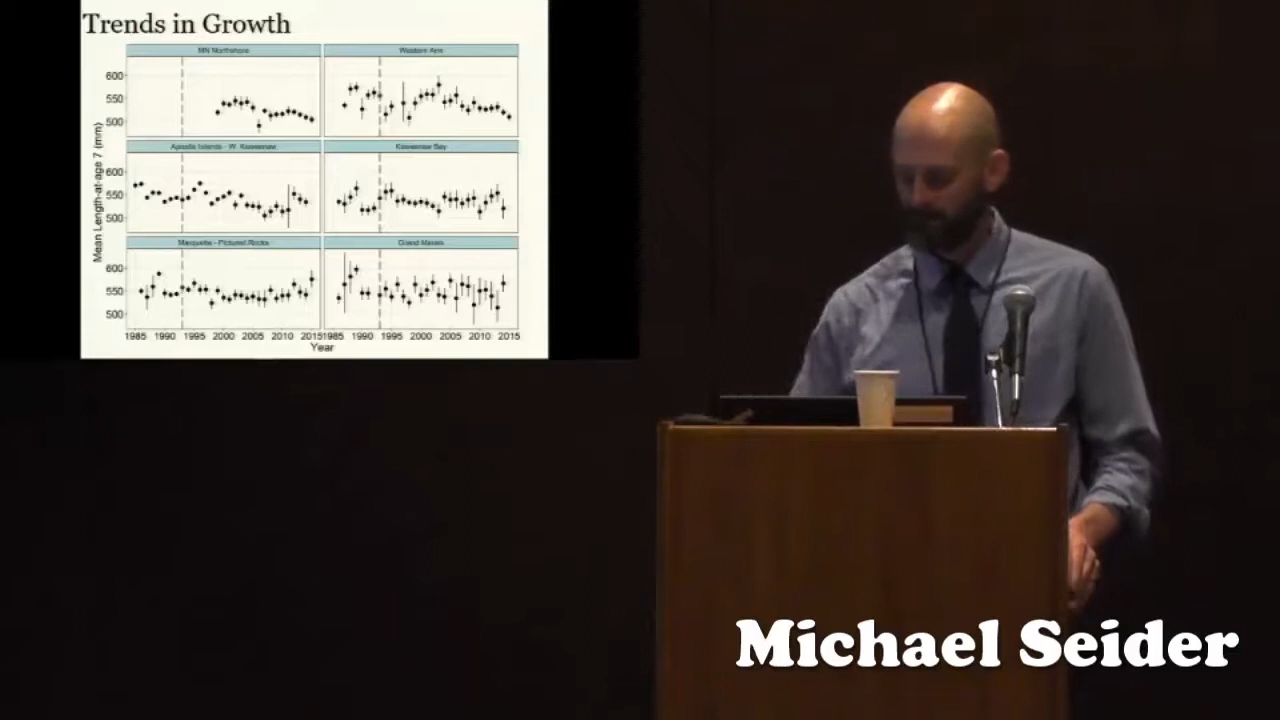 Trends in Growth
MN Northshore
Western Arm
600
550
500
Apostle Islands - W. Keweenaw
Keweenaw Bay
600
550
500
Mean Length-at-age 7 (mm)
Marquette - Pictured Rocks
Grand Marais
600
550
500
1985 1990 1995 2000 2005 2010 2015 1985 1990 1995 2000 2005 2010 2015
Year
Michael Seider